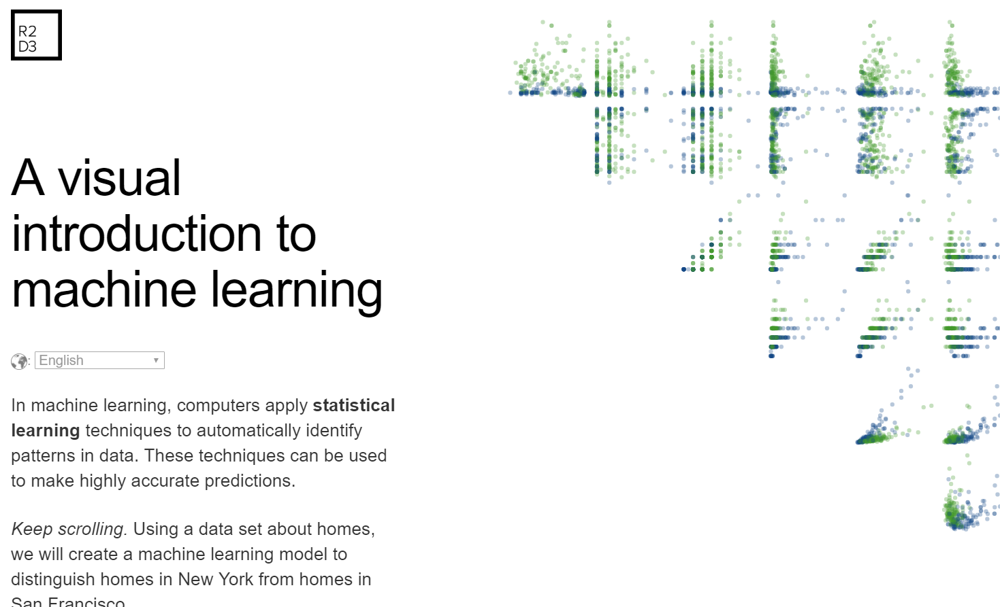 R2
D3
A visual
introduction to
machine learning
: English
In machine learning, computers apply statistical
learning techniques to automatically identify
patterns in data. These techniques can be used
to make highly accurate predictions.
Keep scrolling. Using a data set about homes,
we will create a machine learning model to
distinguish homes in New York from homes in
San Francisco.